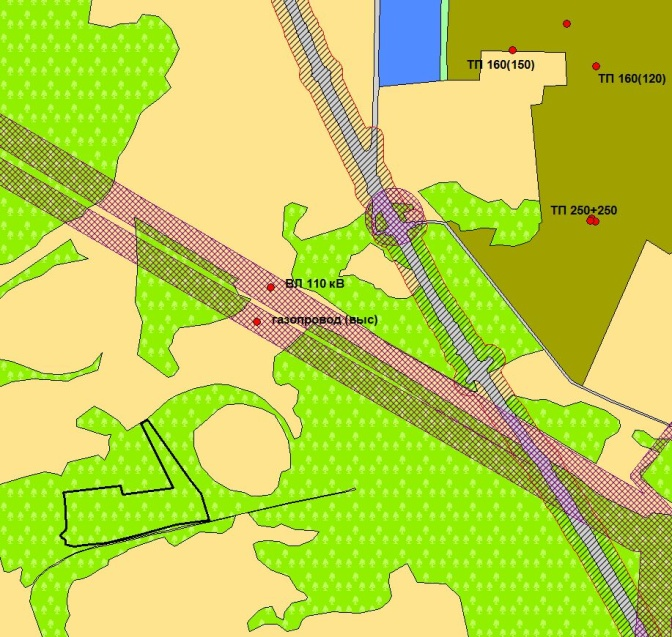 ТП 160(150)
ТП 160(120)
ТП 250+250
ВЛ 110 кВ
газопровод (выс)